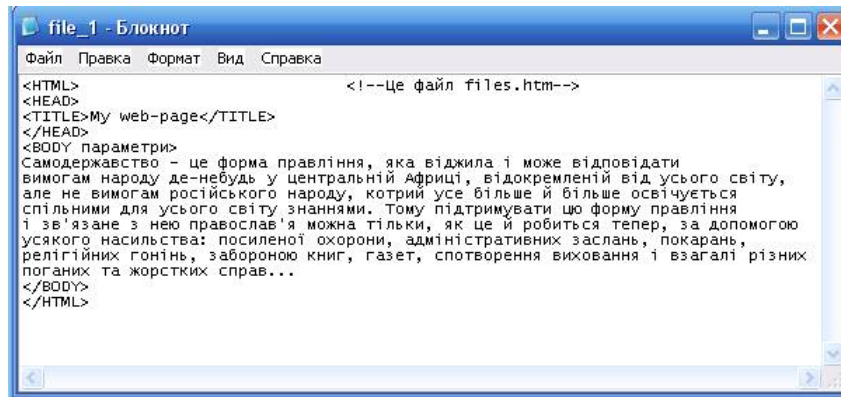 file_1 - Блокнот
Файл Правка Формат Вид Справка
<HTML> <!--Це файл files.htm-->
<HEAD>
<TITLE>My web-page</TITLE>
</HEAD>
<BODY параметри>
Самодержавство - це форма правління, яка віджила і може відповідати
вимогам народу де-небудь у центральній Африці, відокремленій від усього світу,
але не вимогам російського народу, котрий усе більше й більше освічується
спільними для усього світу знаннями. Тому підтримувати цю форму правління
і зв'язане з нею православ'я можна тільки, як це й робиться тепер, за допомогою
усякого насильства: посиленої охорони, адміністративних заслань, покарань,
релігійних гонінь, забороною книг, газет, спотворення виховання і взагалі різних
поганих та жорстких справ...
</BODY>
</HTML>